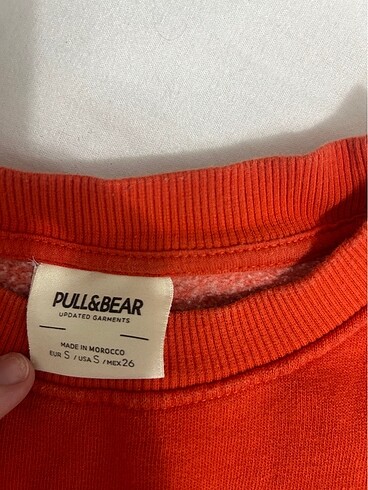 PULL&BEAR
UPDATED GARMENTS
MADE IN MOROCCO
EUR S / USA S / MEX 26